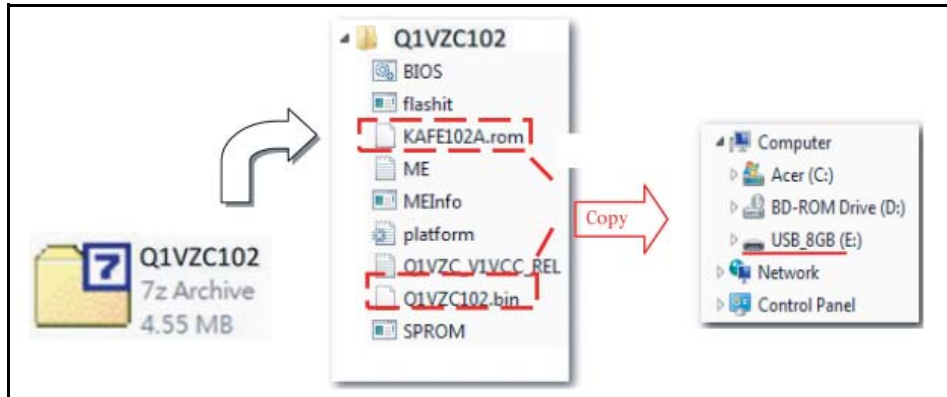 7
Q1VZC102
7z Archive
4.55 MB
Q1VZC102
BIOS
flashit
KAFE102A.rom
ME
MEInfo
platform
Q1VZC_V1VCC_REL
Q1VZC102.bin
SPROM
Copy
Computer
Acer (C:)
BD-ROM Drive (D:)
USB_8GB (E:)
Network
Control Panel